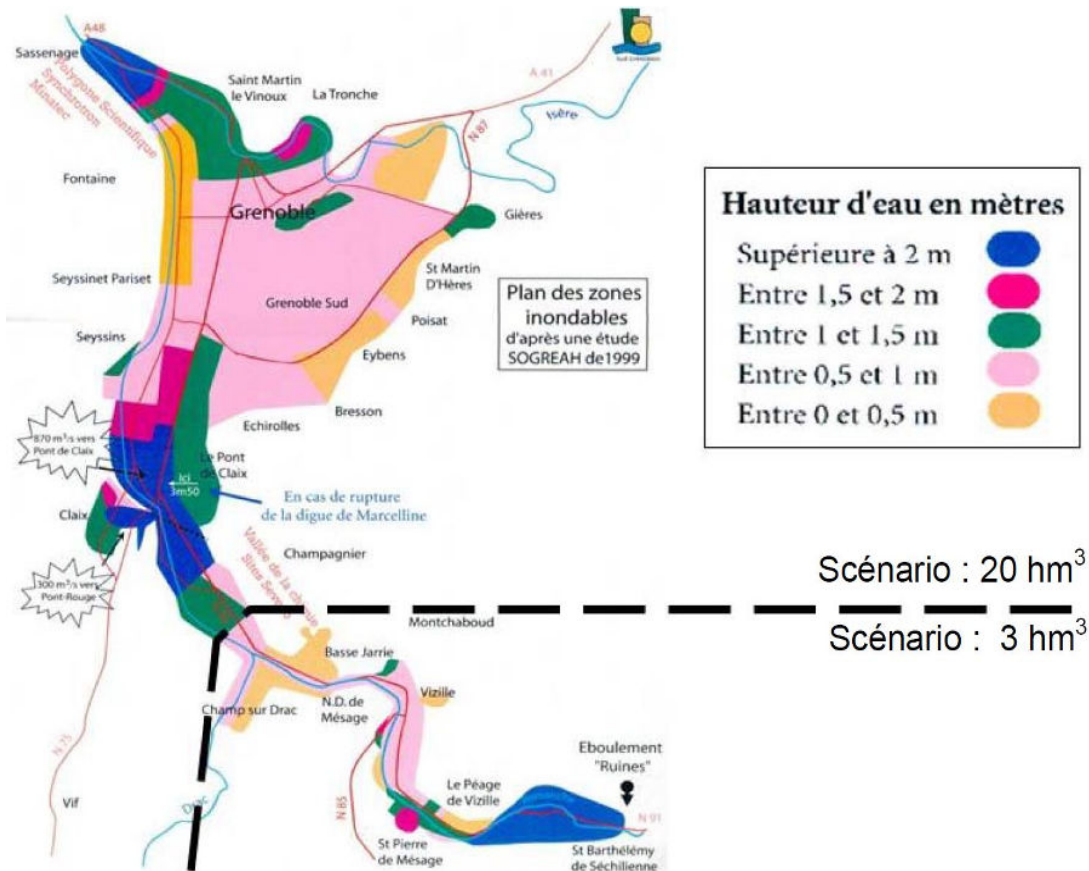 A48
Sassenage
Polygone Scientifique
Synchrotron
Minatec
Saint Martin
le Vinoux
La Tronche
A 41
N 87
Isère
Fontaine
Grenoble
Gières
Seyssinet Pariset
St Martin
D'Hères
Grenoble Sud
Poisat
Seyssins
Eybens
Bresson
Echirolles
870 m³/s vers
Pont de Claix
Le Pont
de Claix
Ici
3m50
En cas de rupture
de la digue de Marcelline
Claix
Champagnier
300 m³/s vers
Pont-Rouge
Vallée de la chimie
Montchaboud
Basse Jarrie
Vizille
Champ sur Drac
N.D. de
Mésage
N 75
Vif
Drac
N 85
Le Péage
de Vizille
Eboulement
"Ruines"
N 91
St Pierre
de Mésage
St Barthélémy
de Séchilienne
Plan des zones
inondables
d'après une étude
SOGREAH de1999
Hauteur d'eau en mètres
Supérieure à 2 m
Entre 1,5 et 2 m
Entre 1 et 1,5 m
Entre 0,5 et 1 m
Entre 0 et 0,5 m
Scénario : 20 hm³
Scénario : 3 hm³